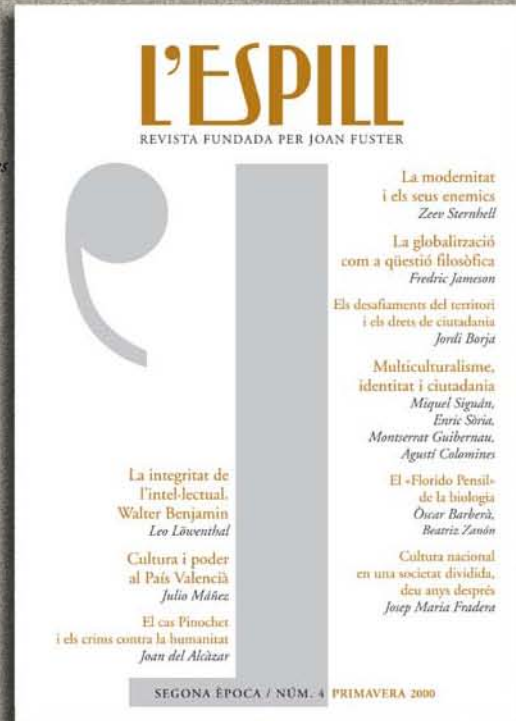 L'ESPILL
REVISTA FUNDADA PER JOAN FUSTER
La modernitat
i els seus enemics
Zeev Sternhell
La globalització
com a qüestió filosòfica
Fredric Jameson
Els desafiaments del territori
i els drets de ciutadania
Jordi Borja
Multiculturalisme,
identitat i ciutadania
Miquel Siguán,
Enric Sòria,
Montserrat Guibernau,
Agustí Colomines
El «Florido Pensil»
de la biologia
Òscar Barberà,
Beatriz Zanón
Cultura nacional
en una societat dividida,
deu anys després
Josep Maria Fradera
La integritat de
l'intel·lectual.
Walter Benjamin
Leo Löwenthal
Cultura i poder
al País Valencià
Julio Máñez
El cas Pinochet
i els crims contra la humanitat
Joan del Alcàzar
SEGONA ÈPOCA / NÚM. 4 PRIMAVERA 2000